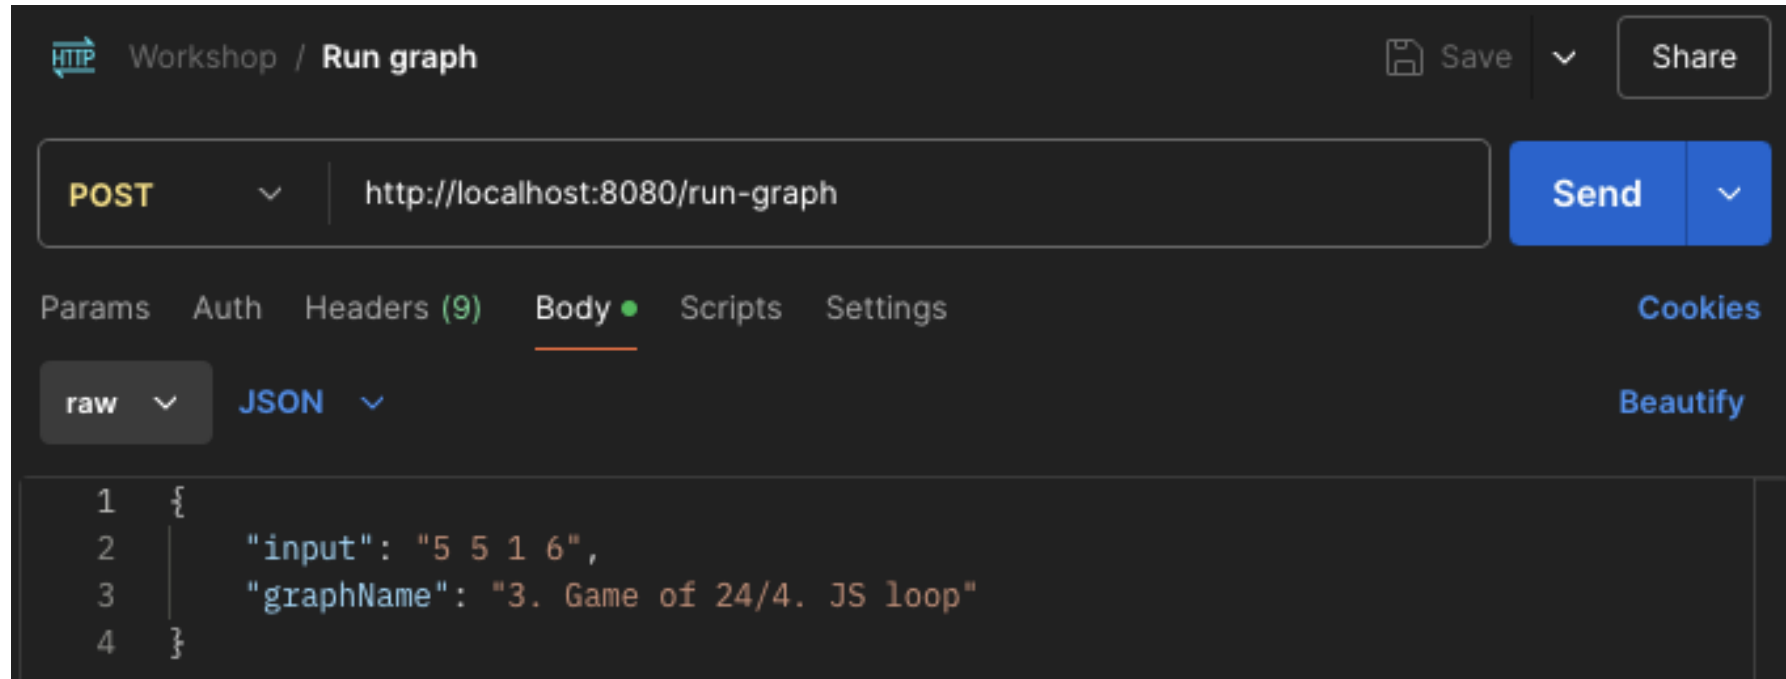 HTTP Workshop / Run graph Save Share
POST http://localhost:8080/run-graph Send
Params Auth Headers (9) Body Scripts Settings Cookies
raw JSON Beautify
1 {
2 "input": "5 5 1 6",
3 "graphName": "3. Game of 24/4. JS loop"
4 }